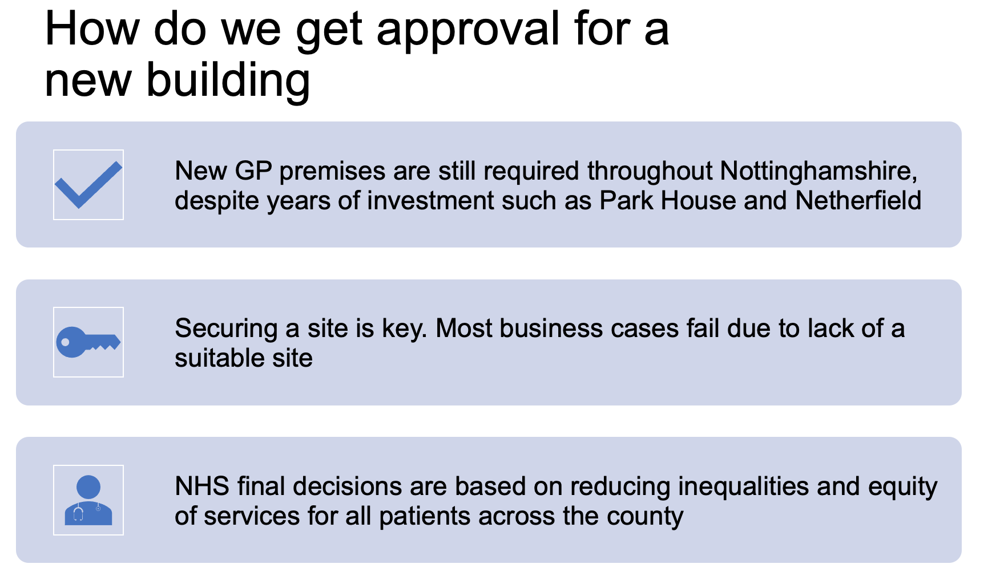 How do we get approval for a
new building
New GP premises are still required throughout Nottinghamshire,
despite years of investment such as Park House and Netherfield
Securing a site is key. Most business cases fail due to lack of a
suitable site
NHS final decisions are based on reducing inequalities and equity
of services for all patients across the county